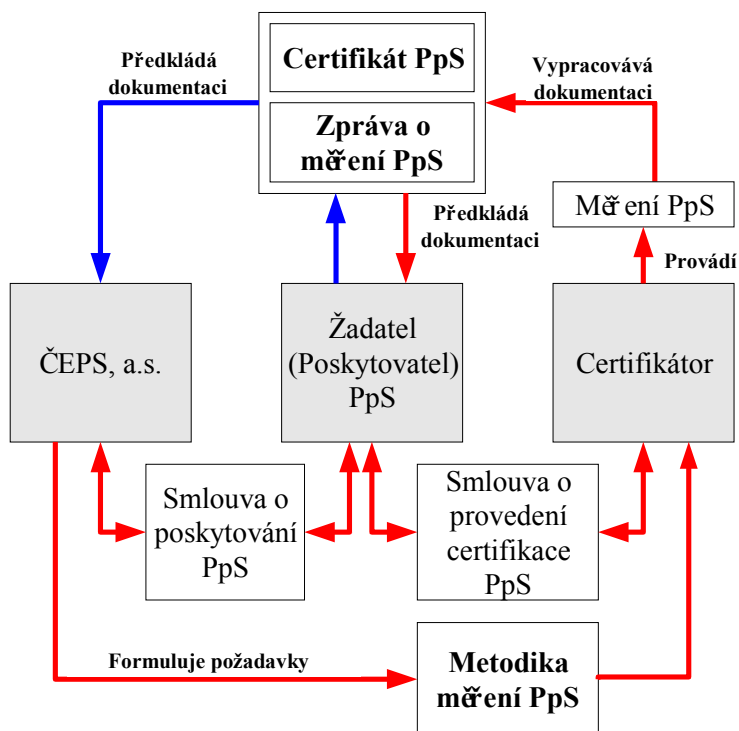 Předkládá
dokumentaci
Certifikát PpS
Zpráva o
měření PpS
Vypracovává
dokumentaci
Měření PpS
Předkládá
dokumentaci
Provádí
ČEPS, a.s.
Žadatel
(Poskytovatel)
PpS
Certifikátor
Smlouva o
poskytování
PpS
Smlouva o
provedení
certifikace
PpS
Formuluje požadavky
Metodika
měření PpS